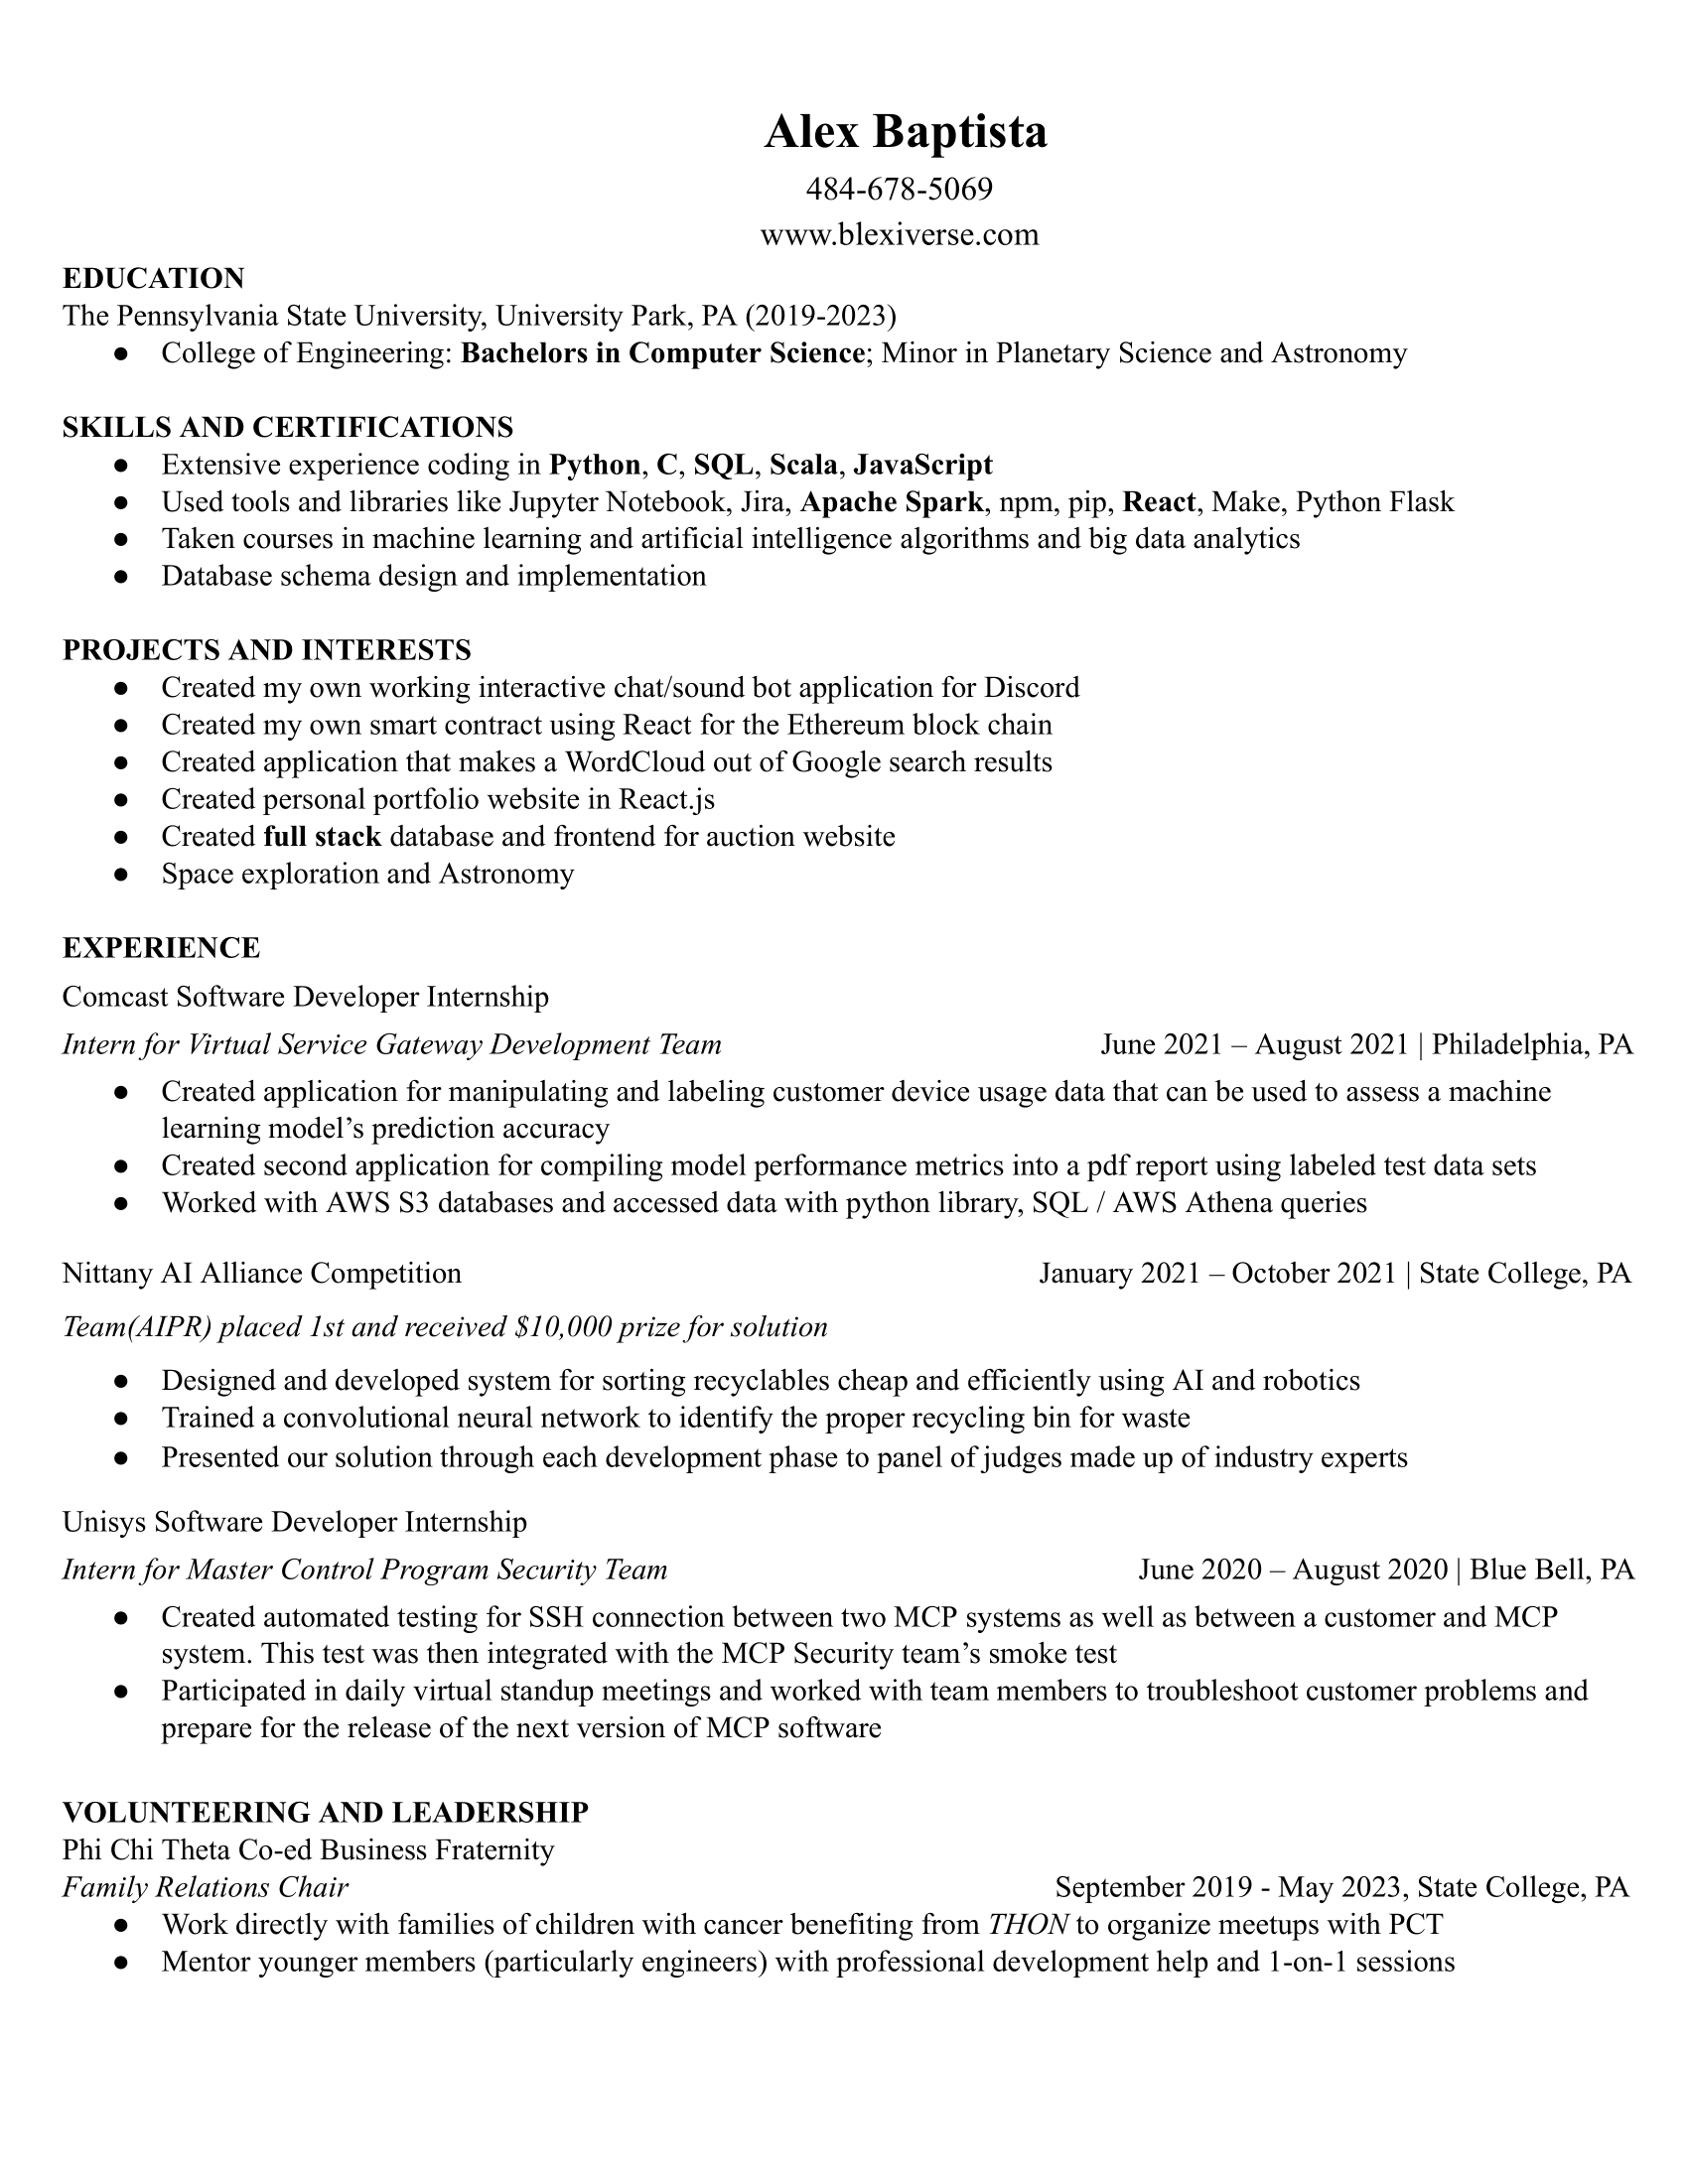 Alex Baptista
484-678-5069
www.blexiverse.com
EDUCATION
The Pennsylvania State University, University Park, PA (2019-2023)
● College of Engineering: Bachelors in Computer Science; Minor in Planetary Science and Astronomy
SKILLS AND CERTIFICATIONS
● Extensive experience coding in Python, C, SQL, Scala, JavaScript
● Used tools and libraries like Jupyter Notebook, Jira, Apache Spark, npm, pip, React, Make, Python Flask
● Taken courses in machine learning and artificial intelligence algorithms and big data analytics
● Database schema design and implementation
PROJECTS AND INTERESTS
● Created my own working interactive chat/sound bot application for Discord
● Created my own smart contract using React for the Ethereum block chain
● Created application that makes a WordCloud out of Google search results
● Created personal portfolio website in React.js
● Created full stack database and frontend for auction website
● Space exploration and Astronomy
EXPERIENCE
Comcast Software Developer Internship
Intern for Virtual Service Gateway Development Team June 2021 – August 2021 | Philadelphia, PA
● Created application for manipulating and labeling customer device usage data that can be used to assess a machine
learning model’s prediction accuracy
● Created second application for compiling model performance metrics into a pdf report using labeled test data sets
● Worked with AWS S3 databases and accessed data with python library, SQL / AWS Athena queries
Nittany AI Alliance Competition January 2021 – October 2021 | State College, PA
Team(AIPR) placed 1st and received $10,000 prize for solution
● Designed and developed system for sorting recyclables cheap and efficiently using AI and robotics
● Trained a convolutional neural network to identify the proper recycling bin for waste
● Presented our solution through each development phase to panel of judges made up of industry experts
Unisys Software Developer Internship
Intern for Master Control Program Security Team June 2020 – August 2020 | Blue Bell, PA
● Created automated testing for SSH connection between two MCP systems as well as between a customer and MCP
system. This test was then integrated with the MCP Security team’s smoke test
● Participated in daily virtual standup meetings and worked with team members to troubleshoot customer problems and
prepare for the release of the next version of MCP software
VOLUNTEERING AND LEADERSHIP
Phi Chi Theta Co-ed Business Fraternity
Family Relations Chair September 2019 - May 2023, State College, PA
● Work directly with families of children with cancer benefiting from THON to organize meetups with PCT
● Mentor younger members (particularly engineers) with professional development help and 1-on-1 sessions